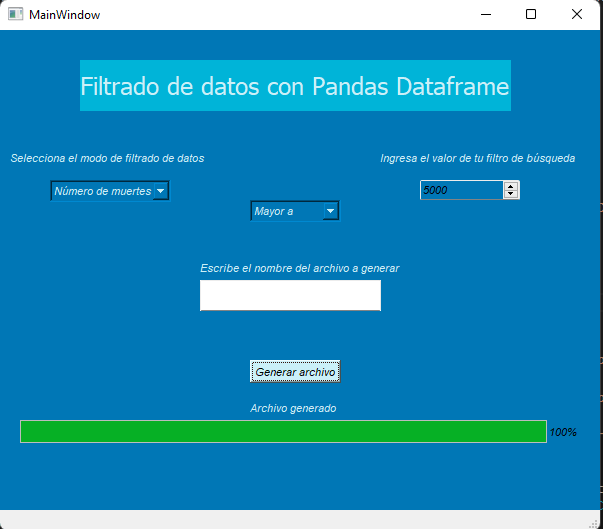 MainWindow
Filtrado de datos con Pandas Dataframe
Selecciona el modo de filtrado de datos
Ingresa el valor de tu filtro de búsqueda
Número de muertes
5000
Mayor a
Escribe el nombre del archivo a generar
Generar archivo
Archivo generado
100%